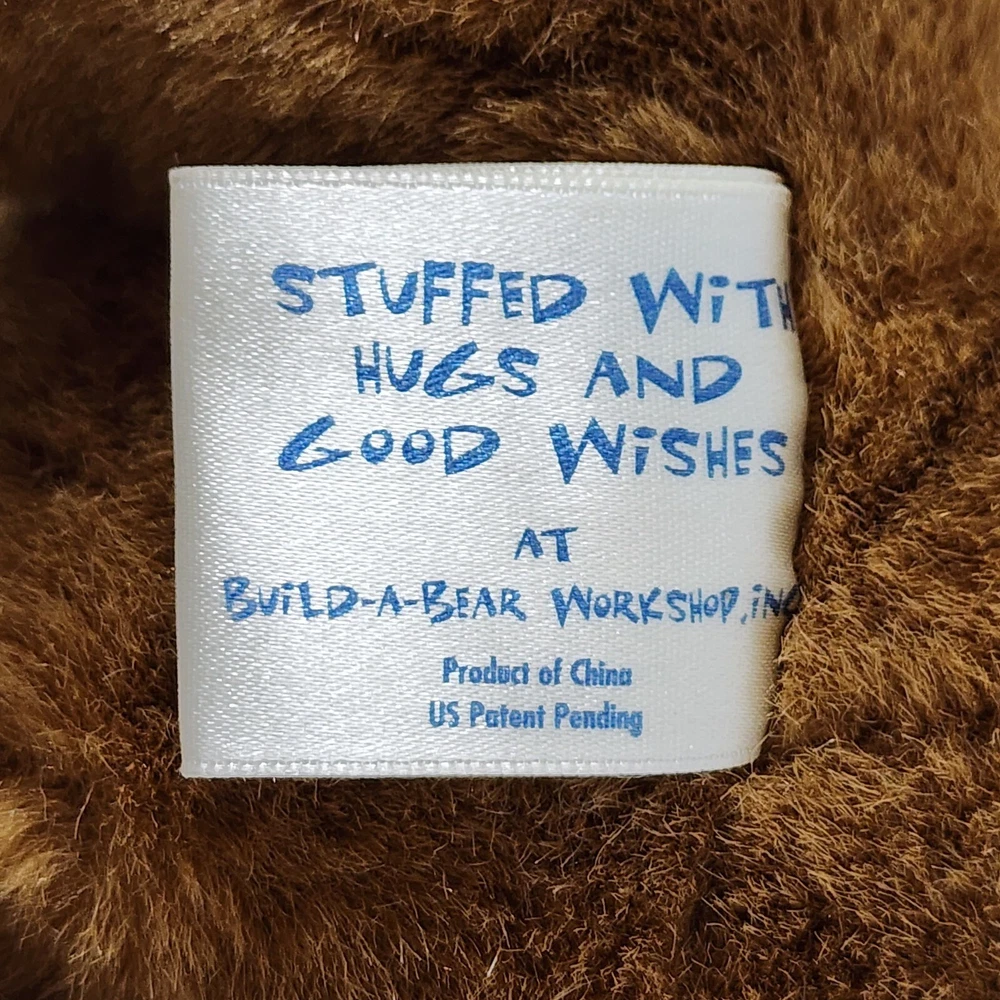 STUFFED WiTH
HUGS AND
GOOD WiSHES
AT
BUiLD-A-BEAR WORKSHOP, iNC
Product of China
US Patent Pending